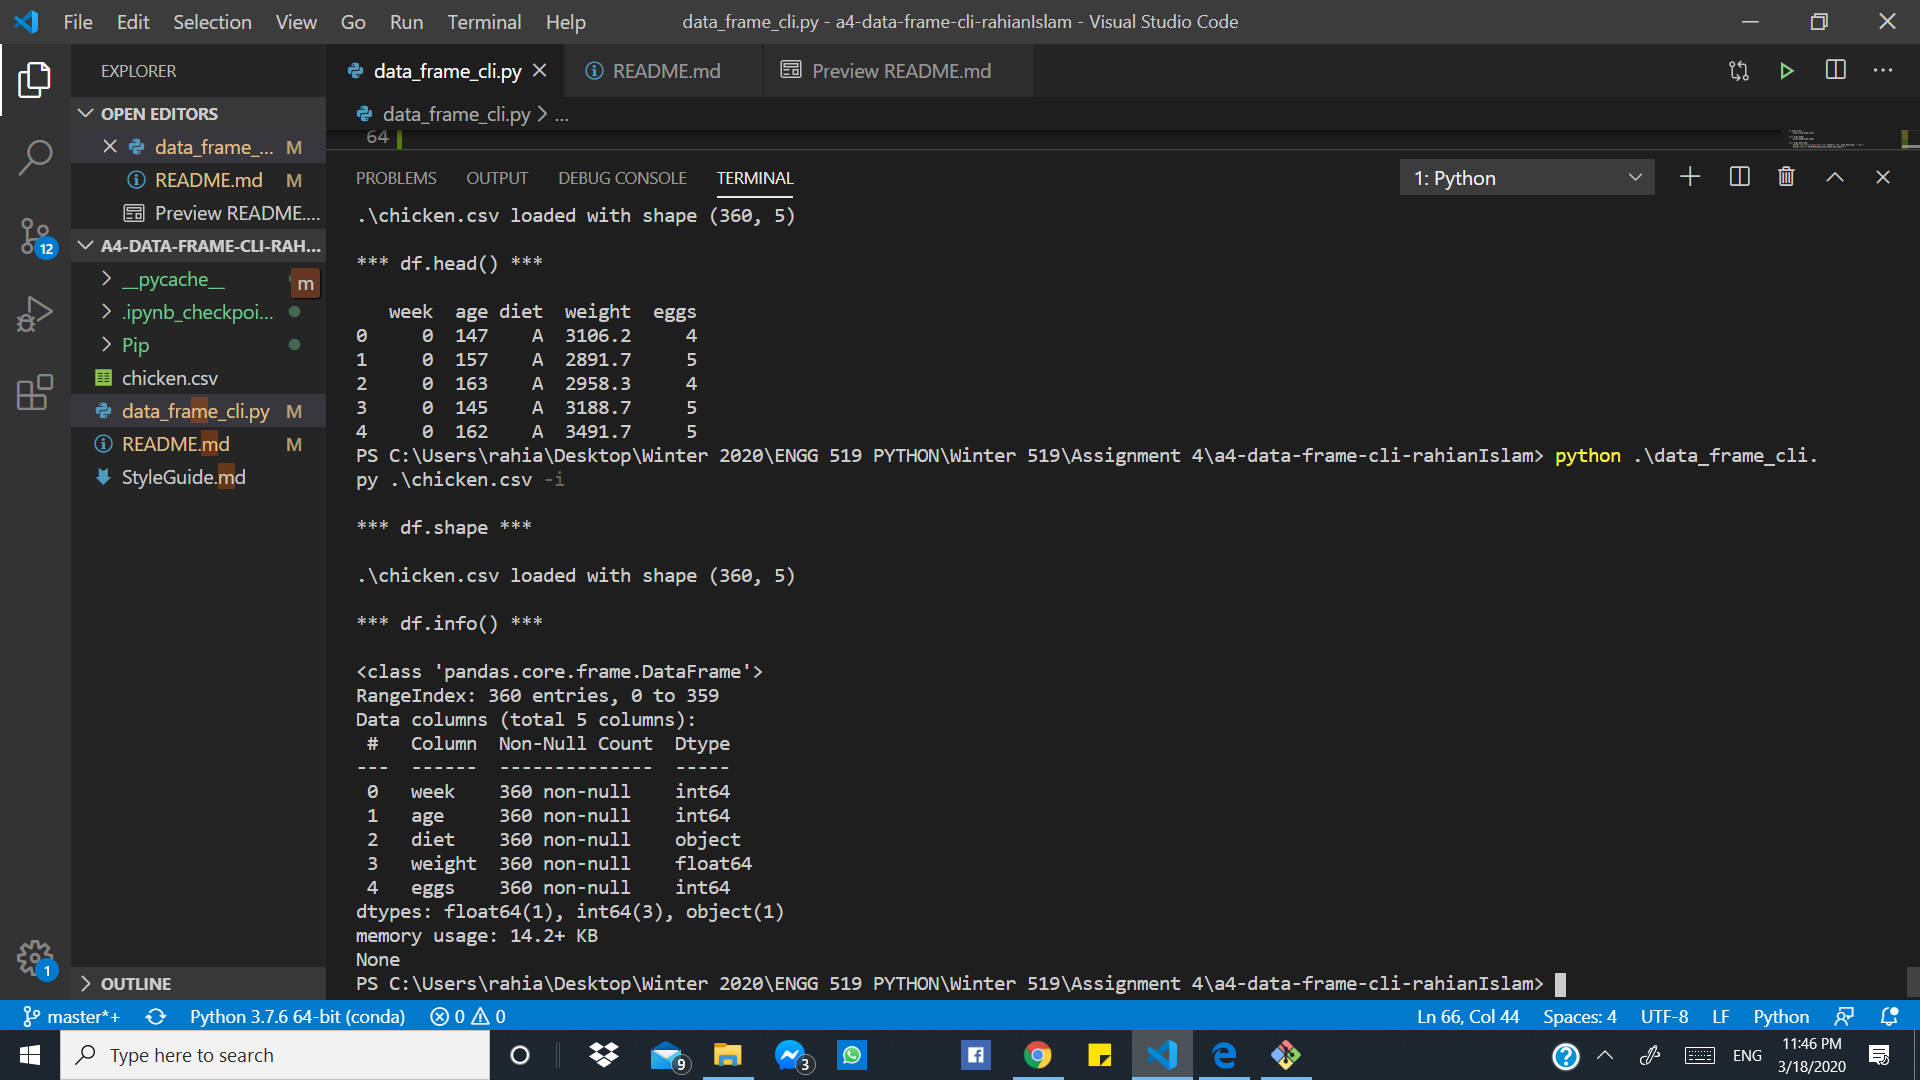 File Edit Selection View Go Run Terminal Help data_frame_cli.py - a4-data-frame-cli-rahianIslam - Visual Studio Code
EXPLORER
data_frame_cli.py README.md Preview README.md
OPEN EDITORS
data_frame_... M
README.md M
Preview README....
12
A4-DATA-FRAME-CLI-RAH...
__pycache__
m
.ipynb_checkpoi...
Pip
chicken.csv
data_frame_cli.py M
README.md M
StyleGuide.md
1
OUTLINE
data_frame_cli.py > ...
64
PROBLEMS OUTPUT DEBUG CONSOLE TERMINAL 1: Python
.\chicken.csv loaded with shape (360, 5)
*** df.head() ***
week age diet weight eggs
0 0 147 A 3106.2 4
1 0 157 A 2891.7 5
2 0 163 A 2958.3 4
3 0 145 A 3188.7 5
4 0 162 A 3491.7 5
PS C:\Users\rahia\Desktop\Winter 2020\ENGG 519 PYTHON\Winter 519\Assignment 4\a4-data-frame-cli-rahianIslam> python .\data_frame_cli.
py .\chicken.csv -i
*** df.shape ***
.\chicken.csv loaded with shape (360, 5)
*** df.info() ***
<class 'pandas.core.frame.DataFrame'>
RangeIndex: 360 entries, 0 to 359
Data columns (total 5 columns):
# Column Non-Null Count Dtype
--- ------ -------------- -----
0 week 360 non-null int64
1 age 360 non-null int64
2 diet 360 non-null object
3 weight 360 non-null float64
4 eggs 360 non-null int64
dtypes: float64(1), int64(3), object(1)
memory usage: 14.2+ KB
None
PS C:\Users\rahia\Desktop\Winter 2020\ENGG 519 PYTHON\Winter 519\Assignment 4\a4-data-frame-cli-rahianIslam>
master*+ Python 3.7.6 64-bit (conda) 0 0 Ln 66, Col 44 Spaces: 4 UTF-8 LF Python
Type here to search 9 3 ENG 11:46 PM
3/18/2020